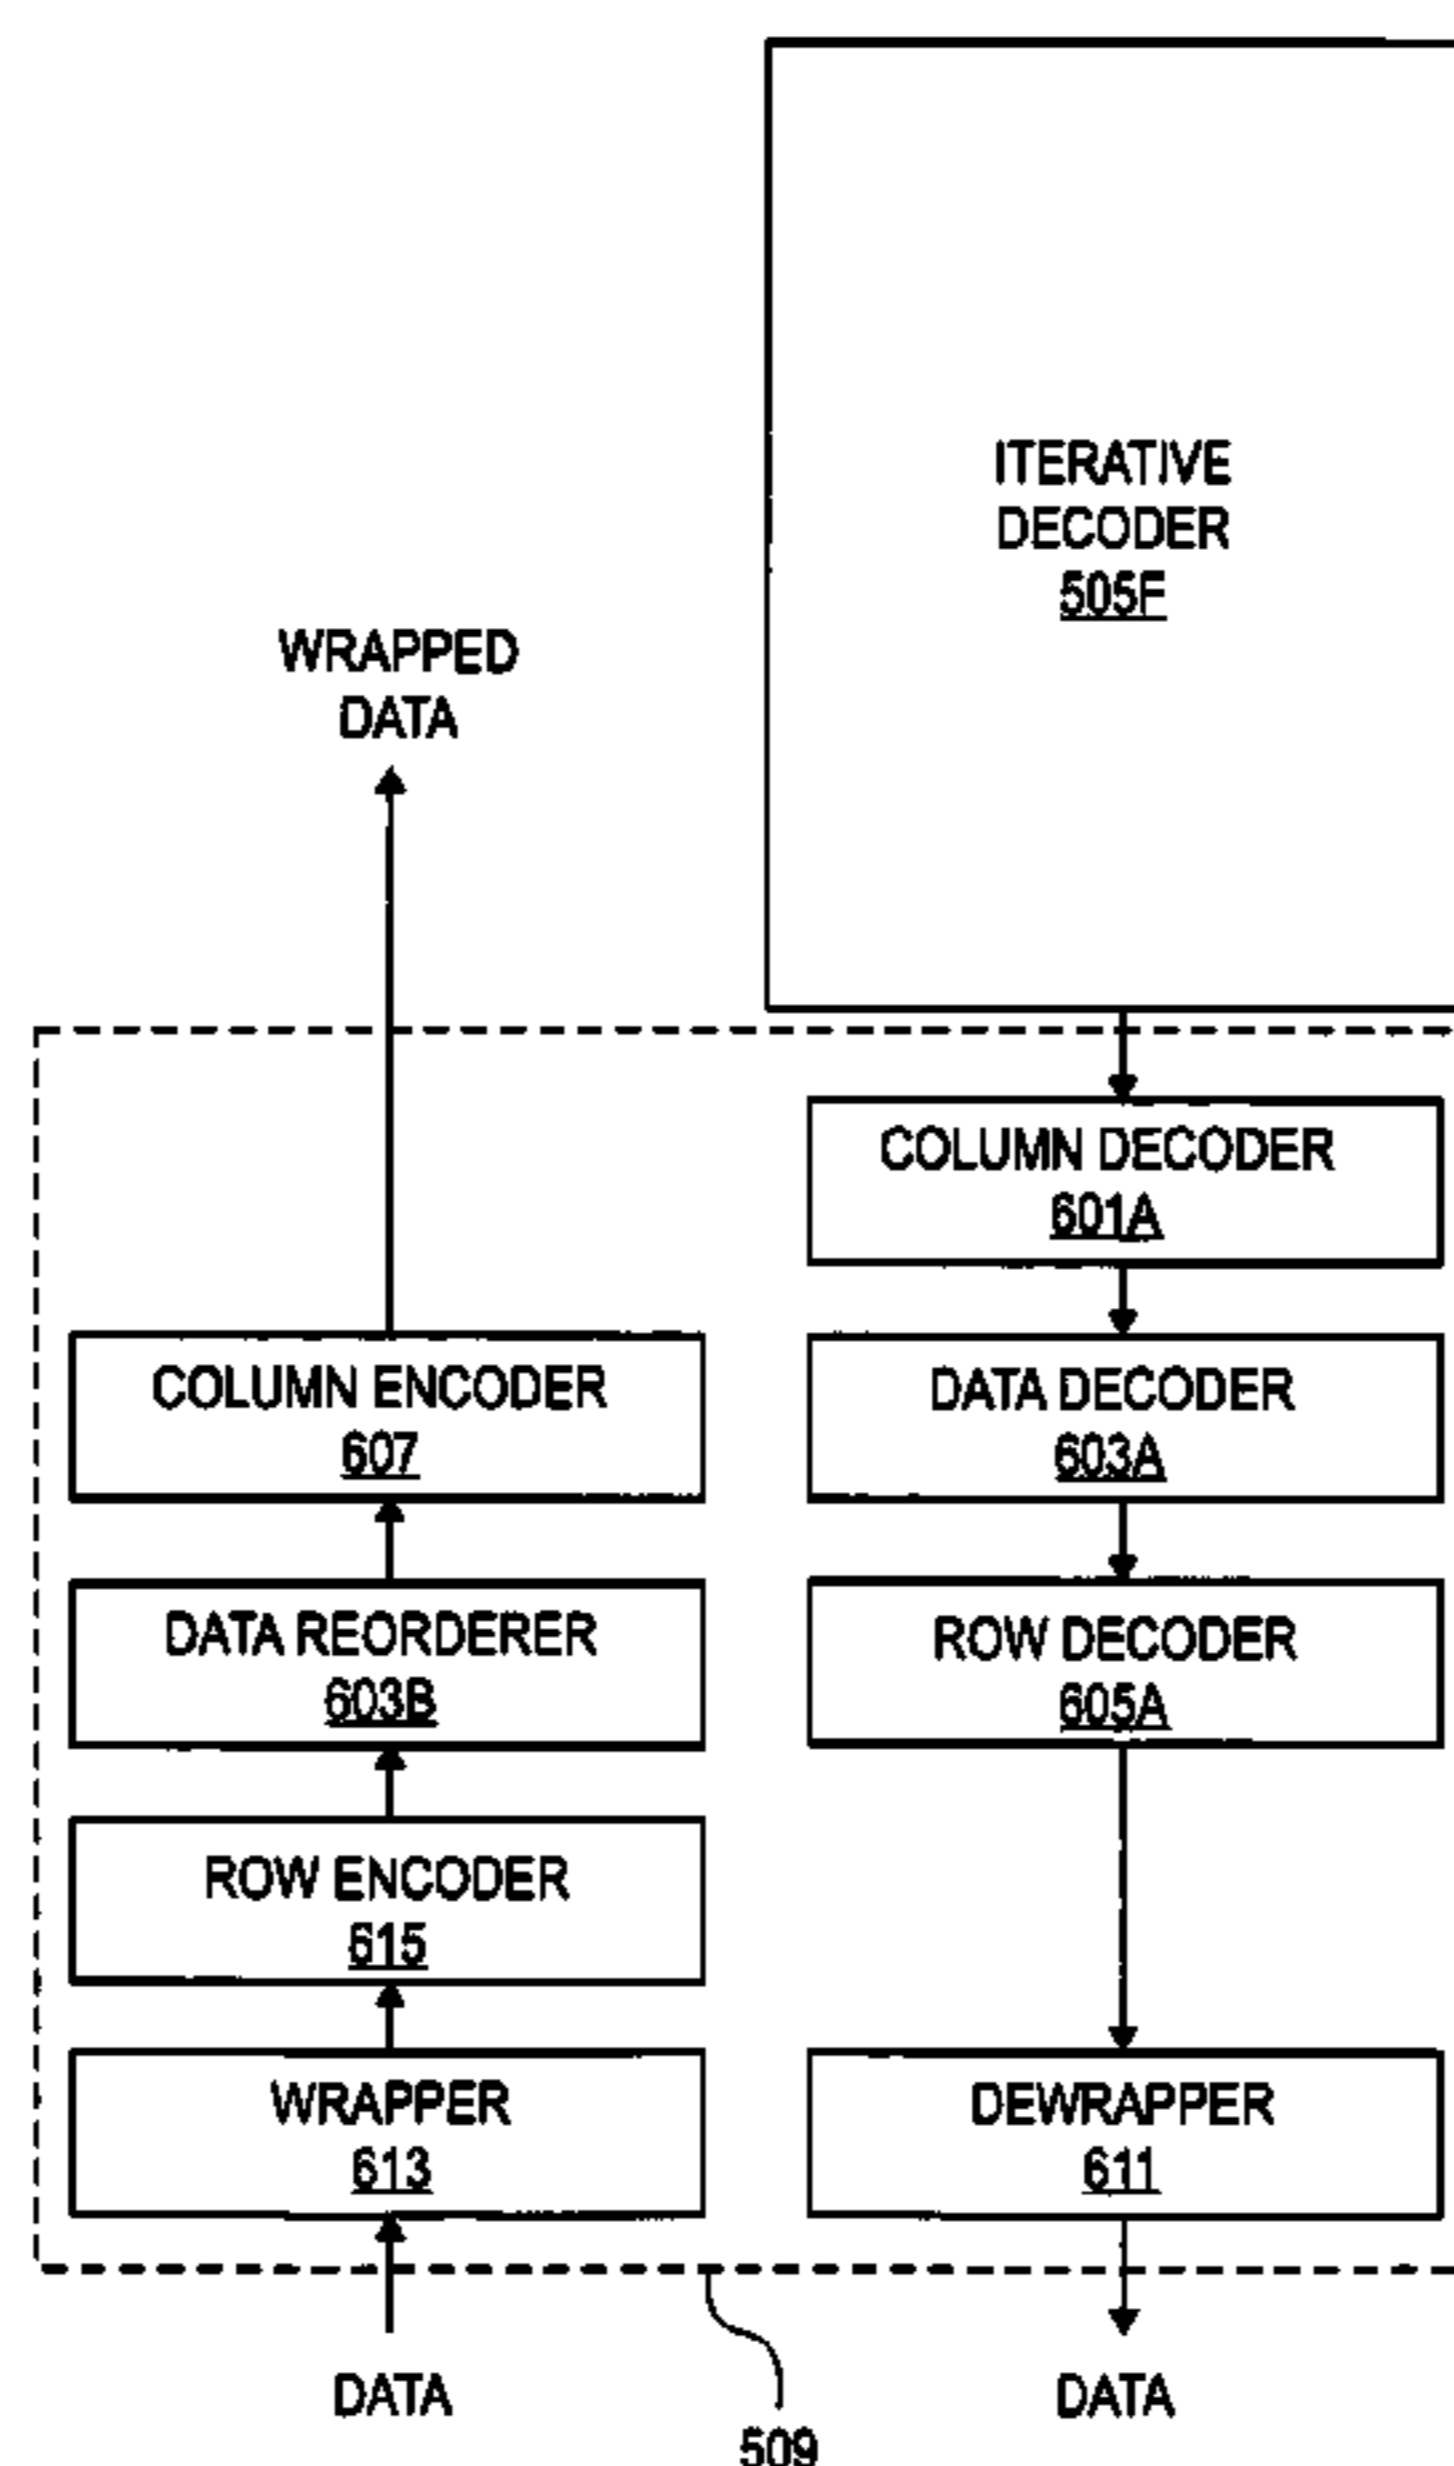 ITERATIVE
DECODER
505F
WRAPPED
DATA
COLUMN DECODER
601A
COLUMN ENCODER
607
DATA DECODER
603A
DATA REORDERER
603B
ROW DECODER
605A
ROW ENCODER
615
WRAPPER
613
DEWRAPPER
611
DATA
DATA
509